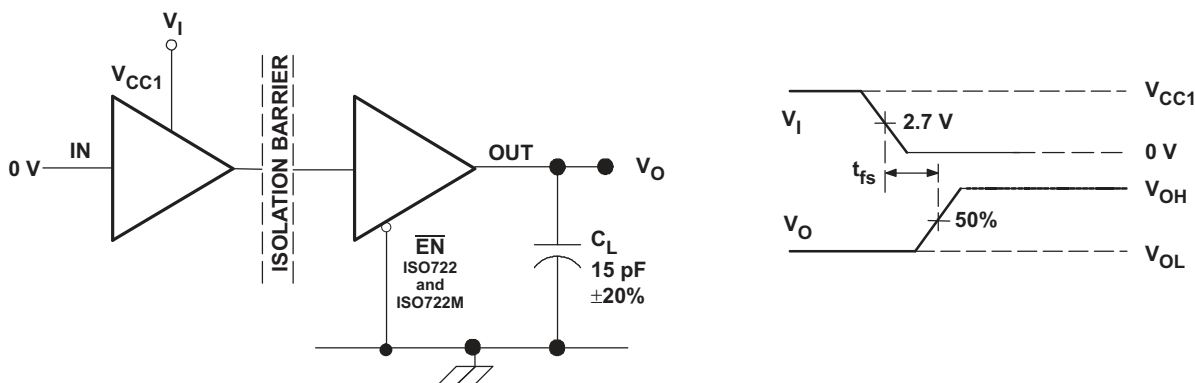 V_I
V_CC1
ISOLATION BARRIER
0 V
IN
OUT
V_O
EN
ISO722
and
ISO722M
C_L
15 pF
±20%
V_I
V_CC1
2.7 V
0 V
t_fs
V_OH
V_O
50%
V_OL